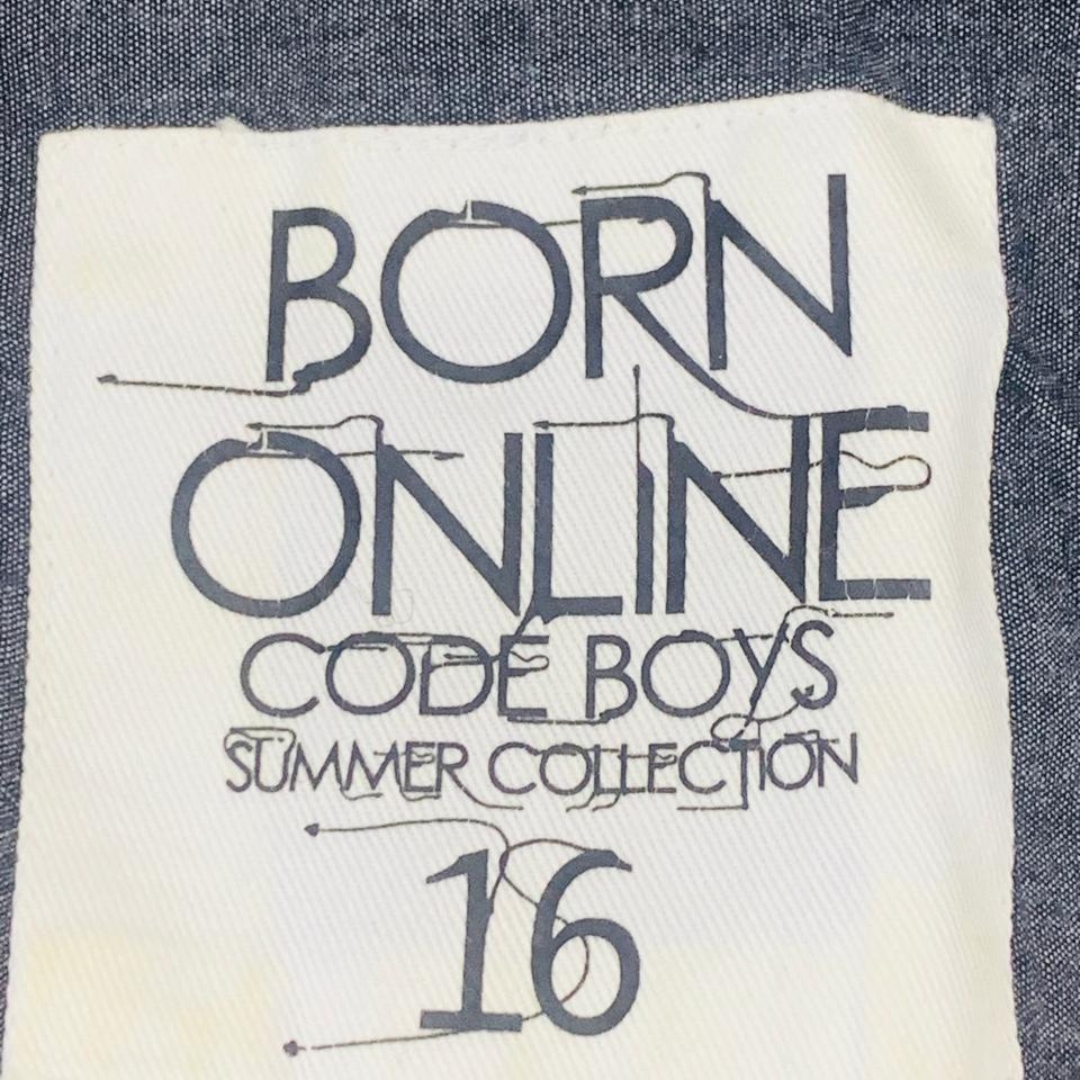 BORN
ONLINE
CODE BOYS
SUMMER COLLECTION
16